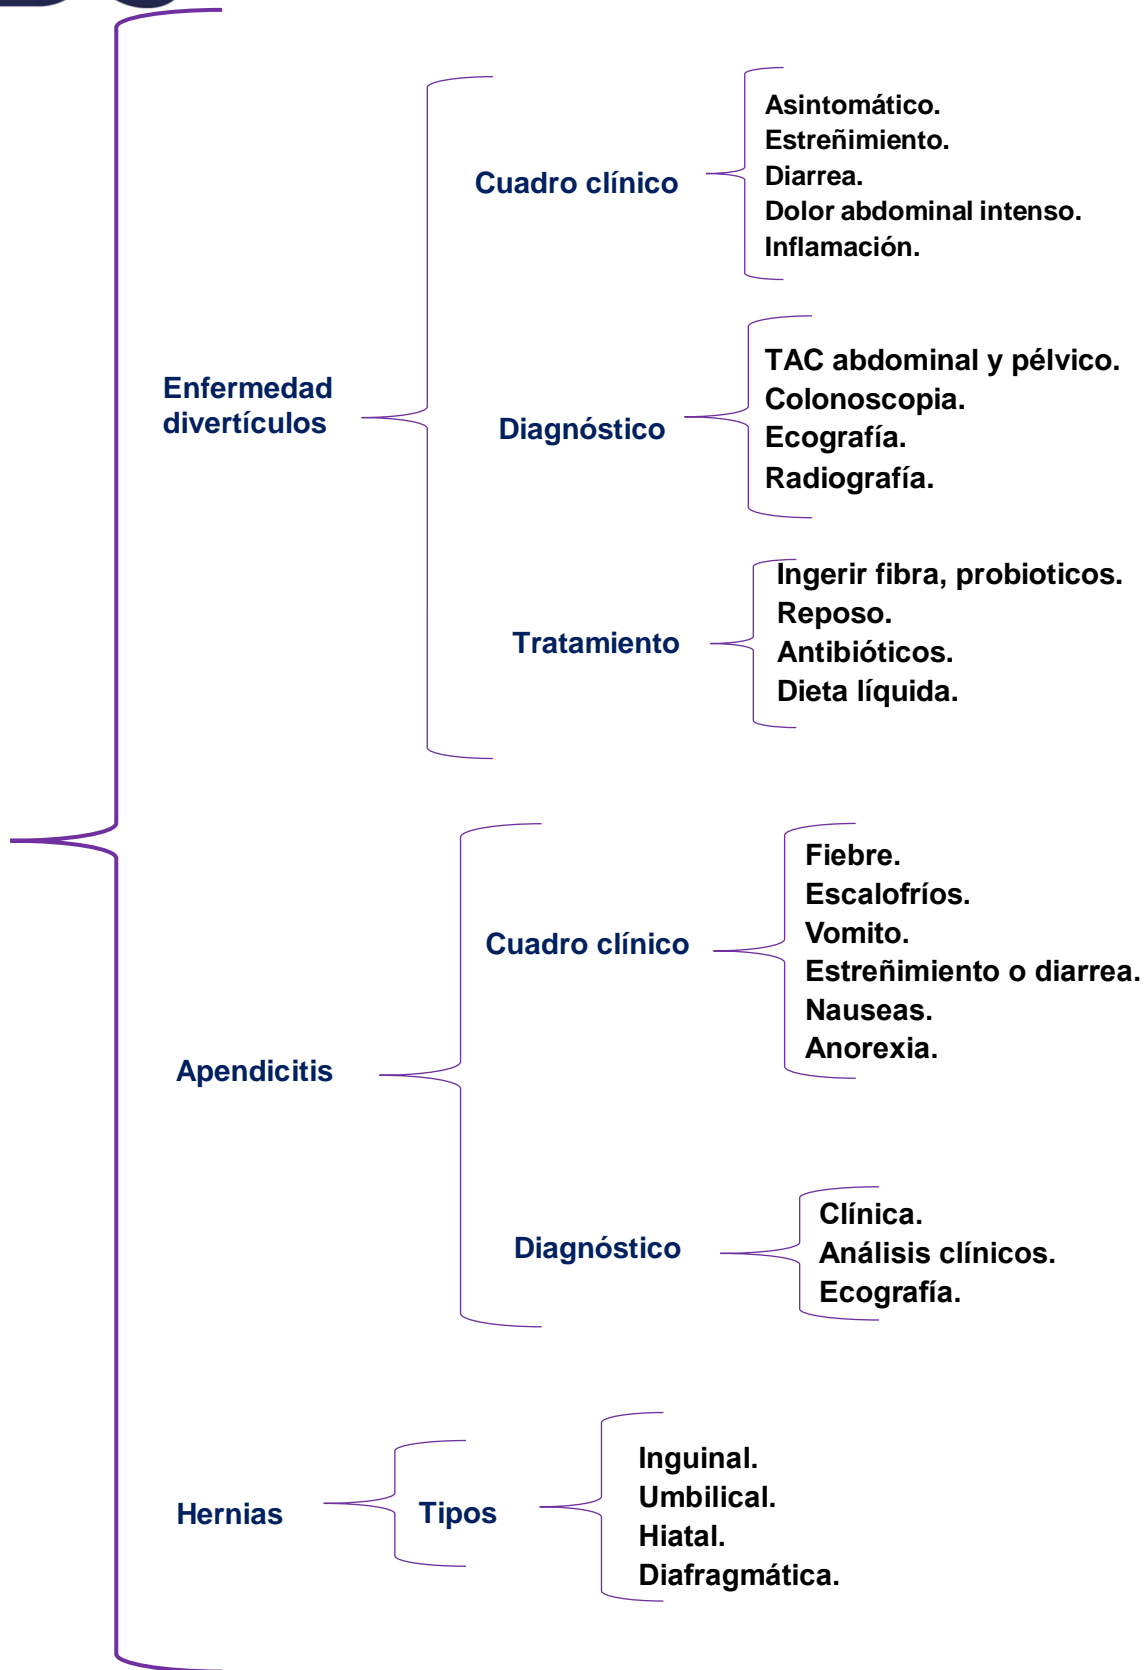 Enfermedad
divertículos
Cuadro clínico
Asintomático.
Estreñimiento.
Diarrea.
Dolor abdominal intenso.
Inflamación.
Diagnóstico
TAC abdominal y pélvico.
Colonoscopia.
Ecografía.
Radiografía.
Tratamiento
Ingerir fibra, probioticos.
Reposo.
Antibióticos.
Dieta líquida.
Apendicitis
Cuadro clínico
Fiebre.
Escalofríos.
Vomito.
Estreñimiento o diarrea.
Nauseas.
Anorexia.
Diagnóstico
Clínica.
Análisis clínicos.
Ecografía.
Hernias
Tipos
Inguinal.
Umbilical.
Hiatal.
Diafragmática.